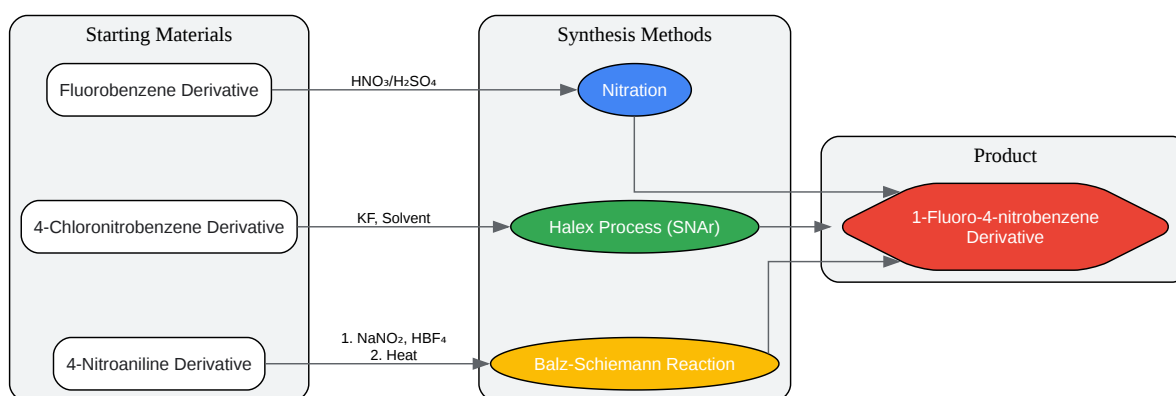 Starting Materials
Synthesis Methods
Fluorobenzene Derivative
HNO₃/H₂SO₄
Nitration
Product
4-Chloronitrobenzene Derivative
KF, Solvent
Halex Process (SNAr)
1-Fluoro-4-nitrobenzene
Derivative
4-Nitroaniline Derivative
1. NaNO₂, HBF₄
2. Heat
Balz-Schiemann Reaction